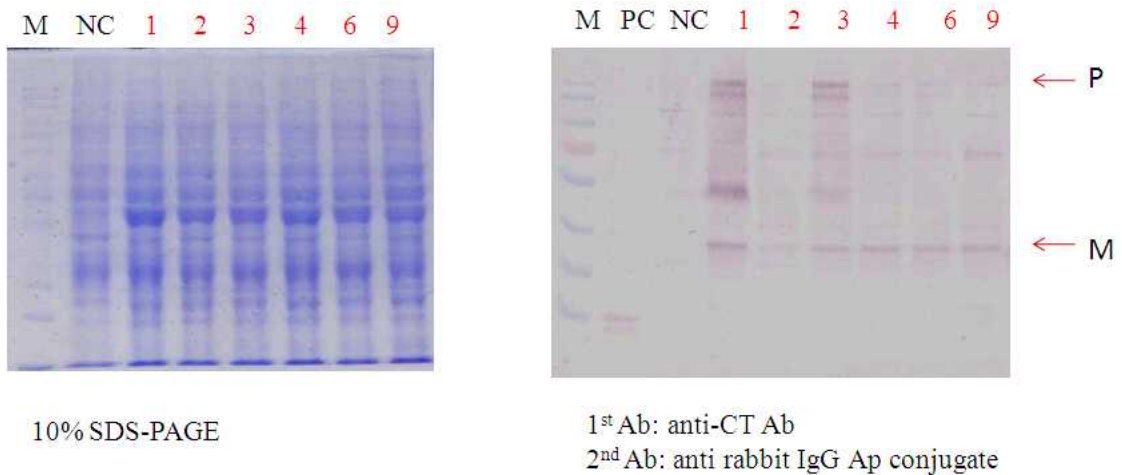 M NC 1 2 3 4 6 9
M PC NC 1 2 3 4 6 9
P
M
10% SDS-PAGE
1st Ab: anti-CT Ab
2nd Ab: anti rabbit IgG Ap conjugate